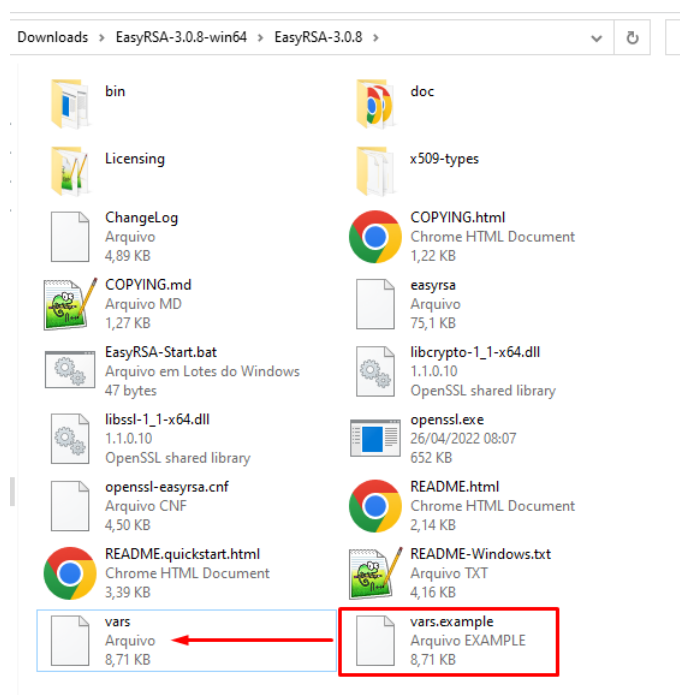 Downloads > EasyRSA-3.0.8-win64 > EasyRSA-3.0.8 >
bin
doc
Licensing
x509-types
ChangeLog
Arquivo
4,89 KB
COPYING.html
Chrome HTML Document
1,22 KB
COPYING.md
Arquivo MD
1,27 KB
easyrsa
Arquivo
75,1 KB
EasyRSA-Start.bat
Arquivo em Lotes do Windows
47 bytes
libcrypto-1_1-x64.dll
1.1.0.10
OpenSSL shared library
libssl-1_1-x64.dll
1.1.0.10
OpenSSL shared library
openssl.exe
26/04/2022 08:07
652 KB
openssl-easyrsa.cnf
Arquivo CNF
4,50 KB
README.html
Chrome HTML Document
2,14 KB
README.quickstart.html
Chrome HTML Document
3,39 KB
README-Windows.txt
Arquivo TXT
4,16 KB
vars
Arquivo
8,71 KB
vars.example
Arquivo EXAMPLE
8,71 KB